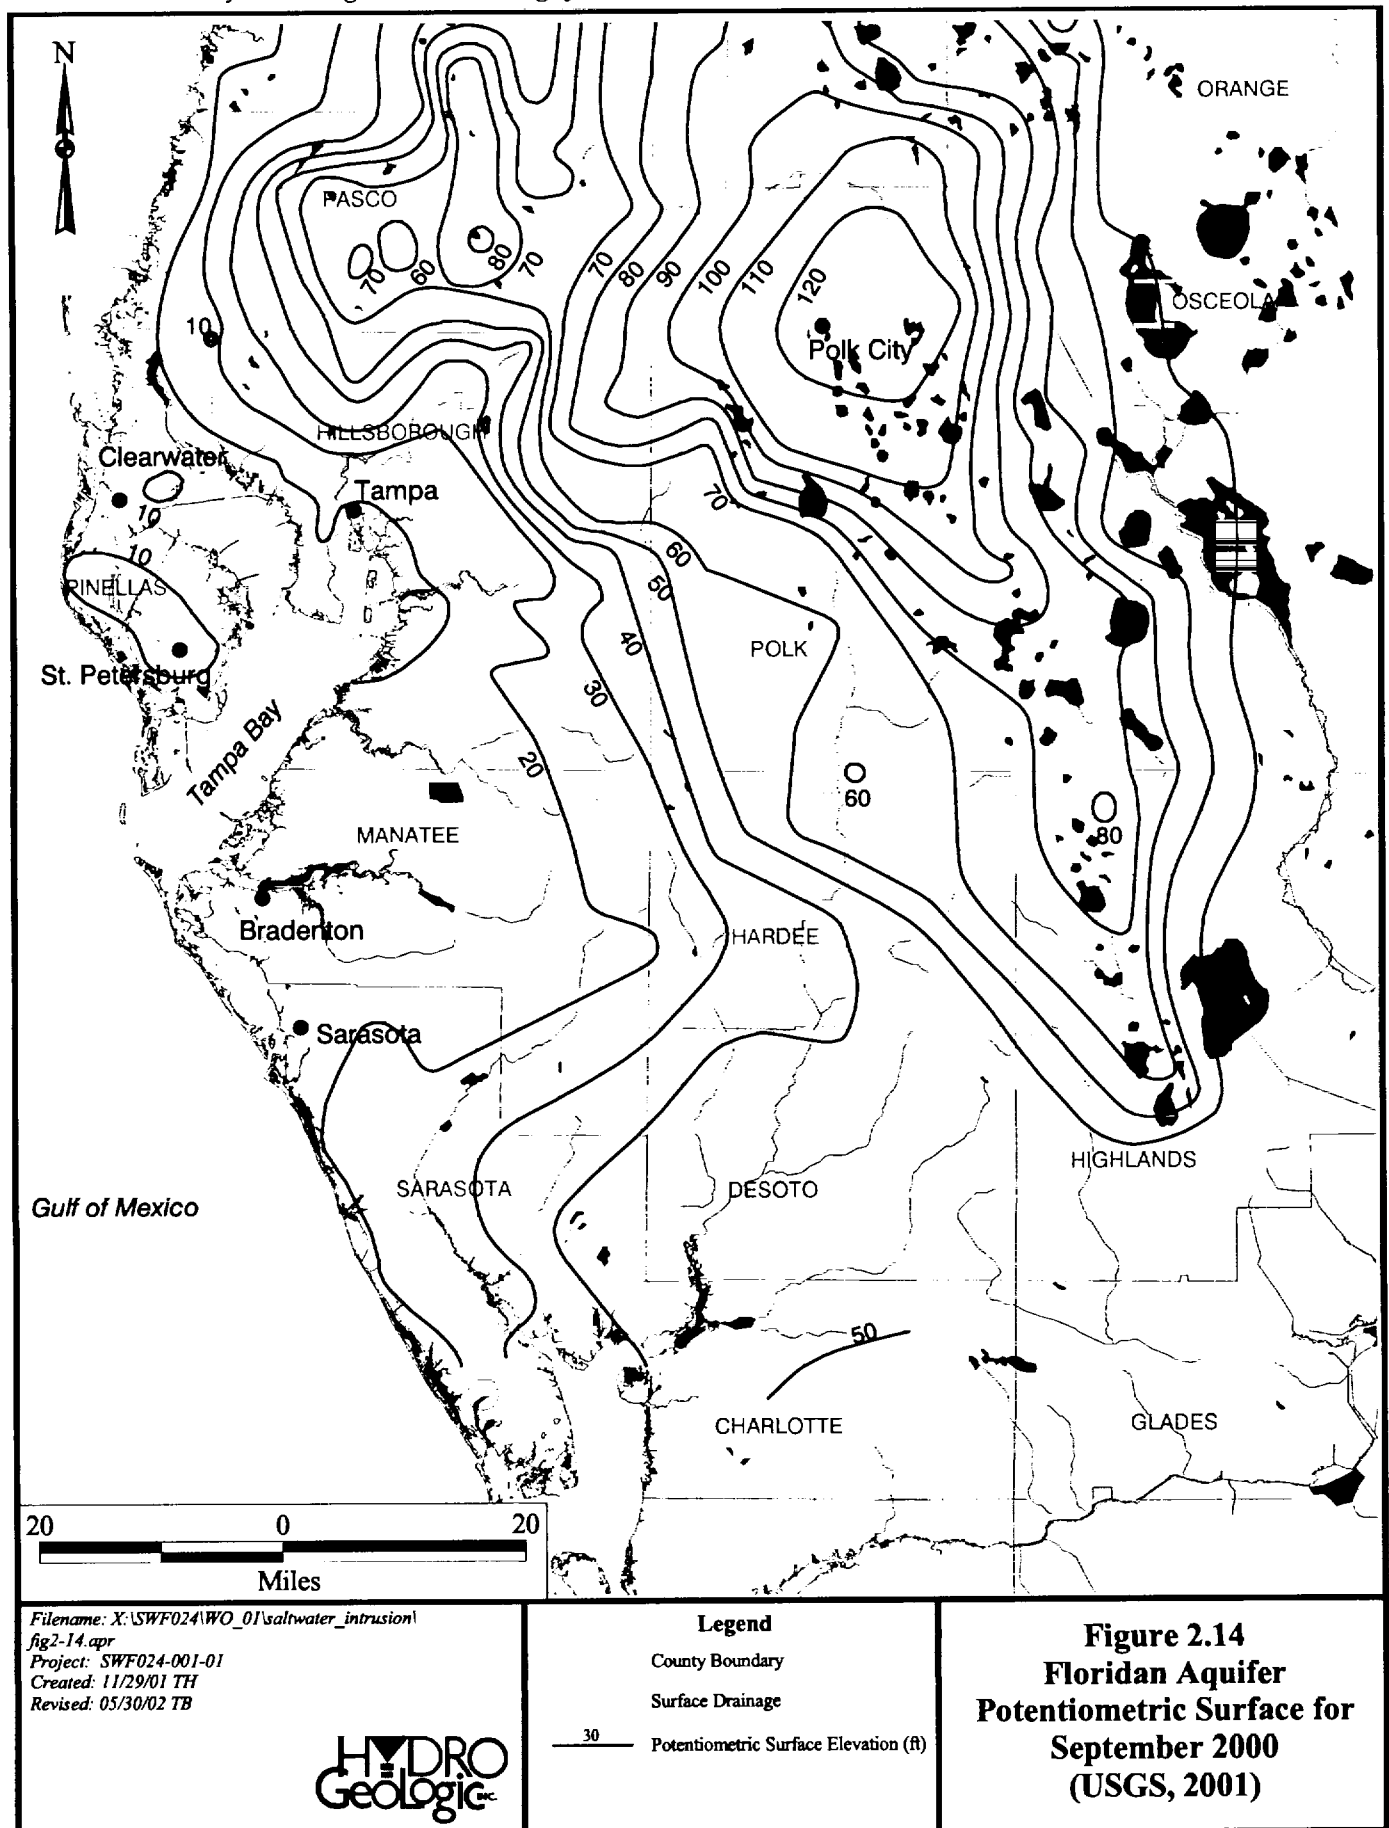 N
ORANGE
PASCO
70
60
80
70
70
80
90
100
110
120
OSCEOLA
10
Polk City
HILLSBOROUGH
Clearwater
10
Tampa
10
70
60
50
PINELLAS
40
POLK
St. Petersburg
30
Tampa Bay
20
60
80
MANATEE
Bradenton
HARDEE
Sarasota
HIGHLANDS
SARASOTA
DESOTO
Gulf of Mexico
50
CHARLOTTE
GLADES
20 0 20
Miles
Filename: X:\SWF024\WO_01\saltwater_intrusion\
fig2-14.apr
Project: SWF024-001-01
Created: 11/29/01 TH
Revised: 05/30/02 TB
HYDRO
GeoLogic INC.
Legend
County Boundary
Surface Drainage
30 Potentiometric Surface Elevation (ft)
Figure 2.14
Floridan Aquifer
Potentiometric Surface for
September 2000
(USGS, 2001)